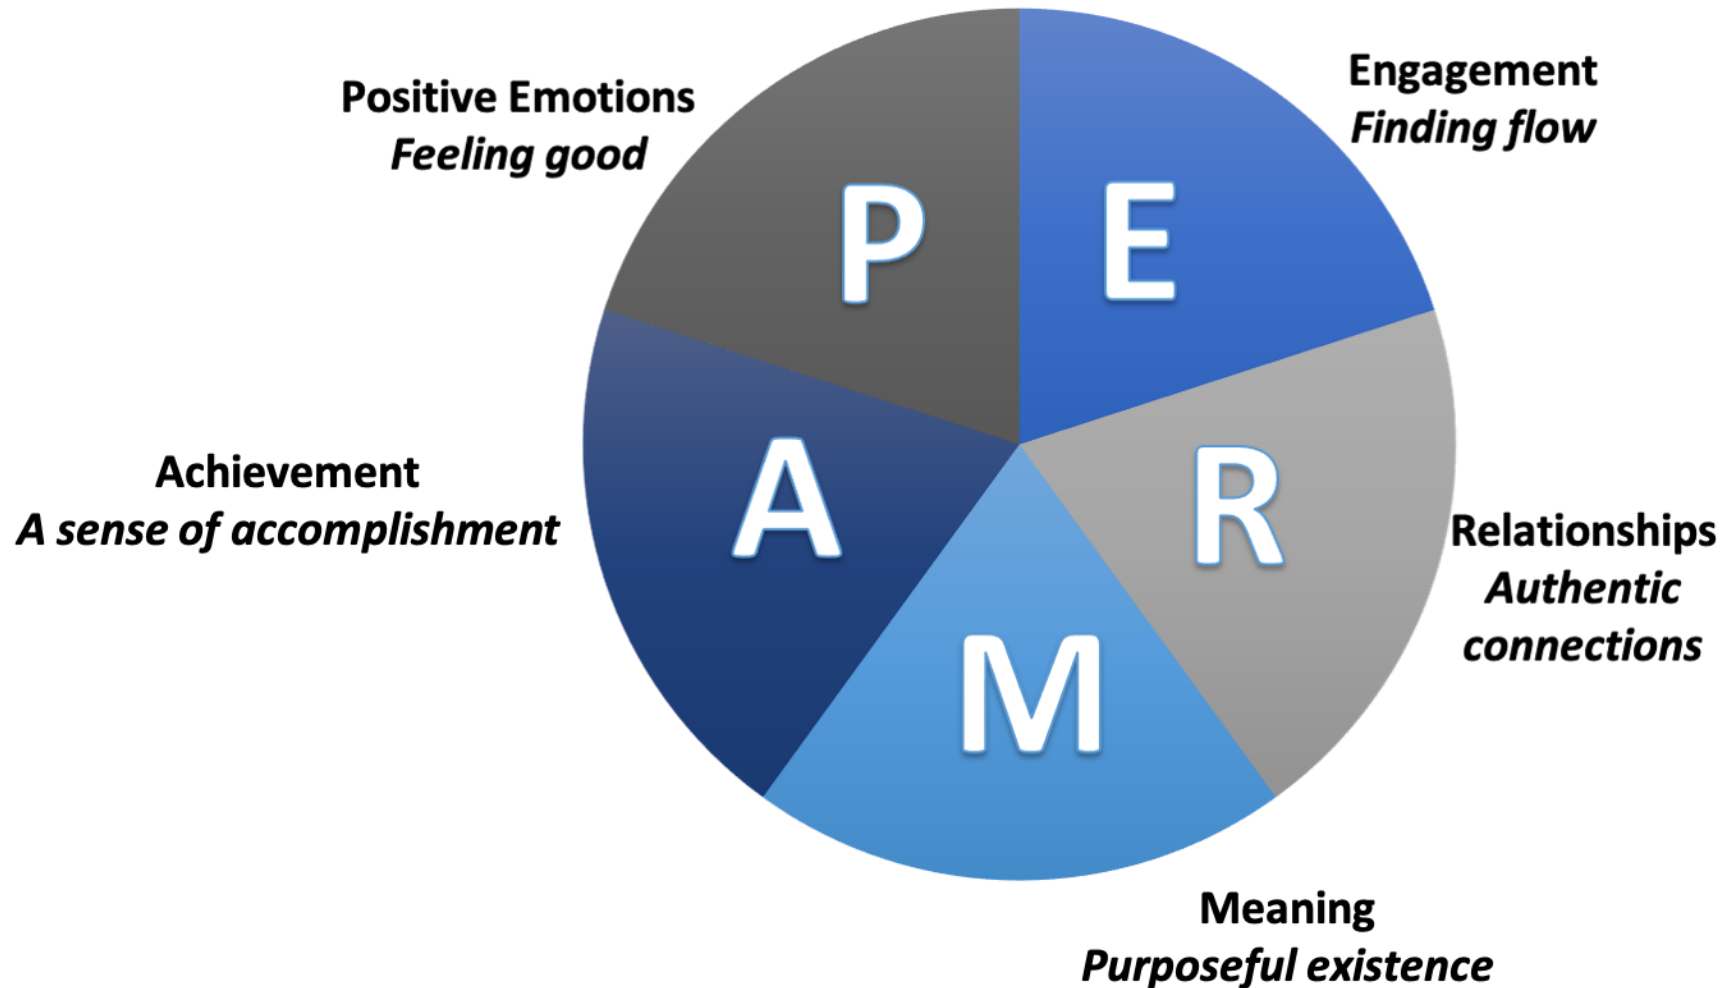 Positive Emotions
Feeling good
P
E
Engagement
Finding flow
R
Relationships
Authentic
connections
M
Meaning
Purposeful existence
A
Achievement
A sense of accomplishment